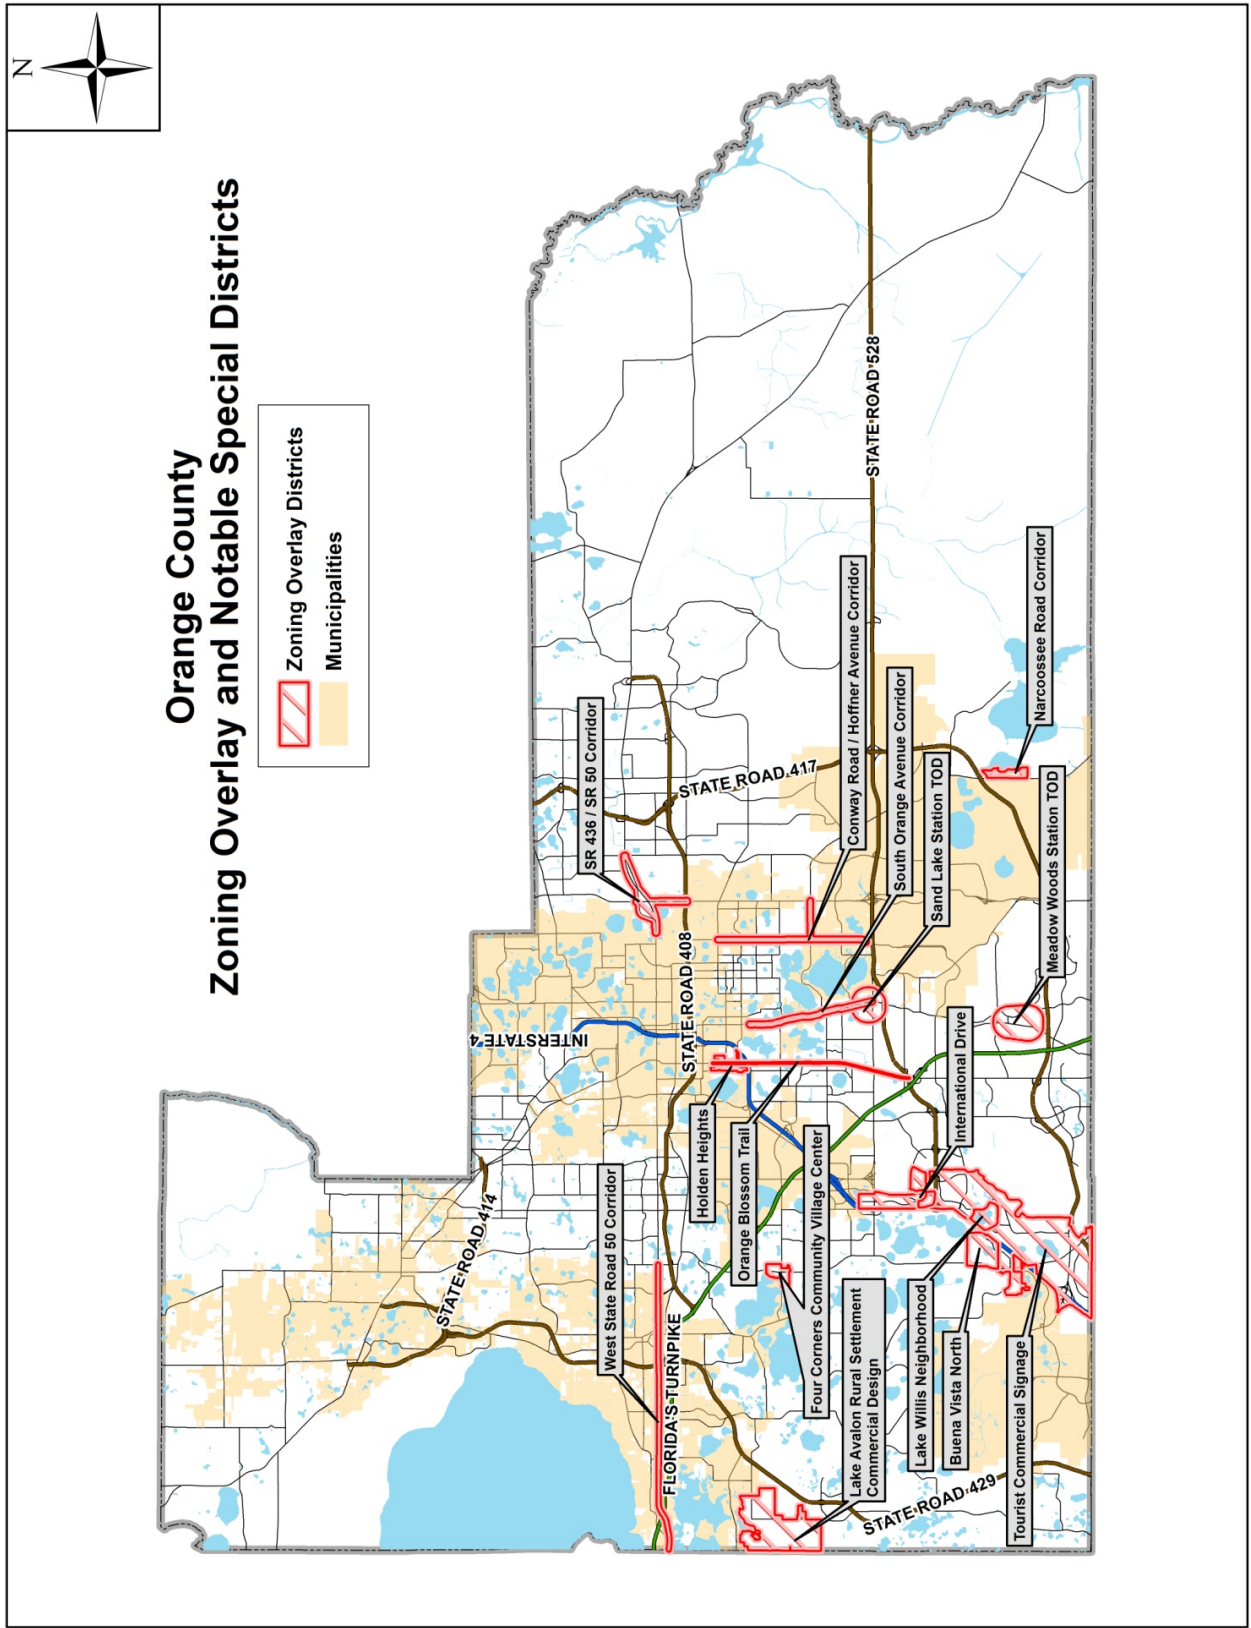 N
Orange County
Zoning Overlay and Notable Special Districts
Zoning Overlay Districts
Municipalities
SR 436 / SR 50 Corridor
STATE ROAD 417
Conway Road / Hoffner Avenue Corridor
South Orange Avenue Corridor
Sand Lake Station TOD
Narcoossee Road Corridor
Meadow Woods Station TOD
STATE ROAD 528
INTERSTATE 4
STATE ROAD 408
STATE ROAD 414
West State Road 50 Corridor
FLORIDA'S TURNPIKE
Holden Heights
Orange Blossom Trail
Four Corners Community Village Center
Lake Avalon Rural Settlement
Commercial Design
International Drive
Lake Willis Neighborhood
Buena Vista North
Tourist Commercial Signage
STATE ROAD 429